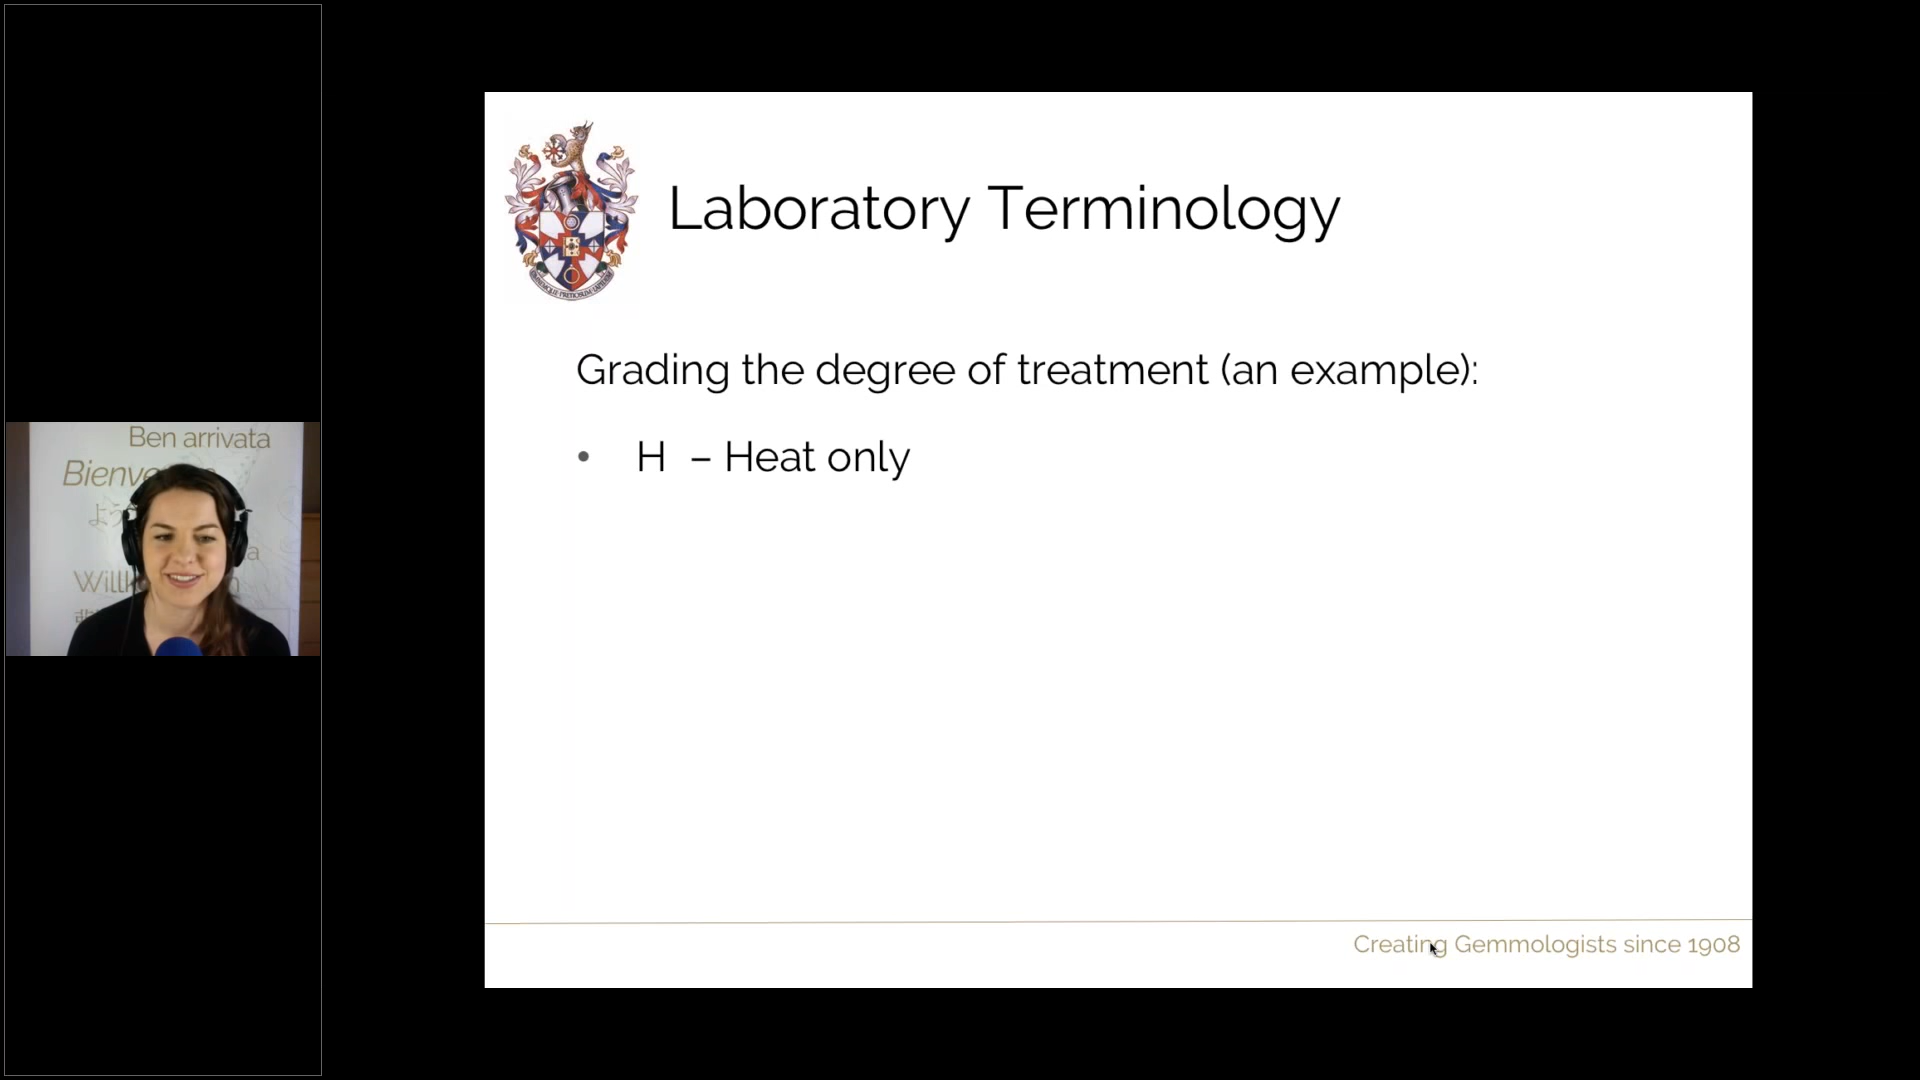 Ben arrivata
Laboratory Terminology
Grading the degree of treatment (an example):
• H – Heat only
Creating Gemmologists since 1908